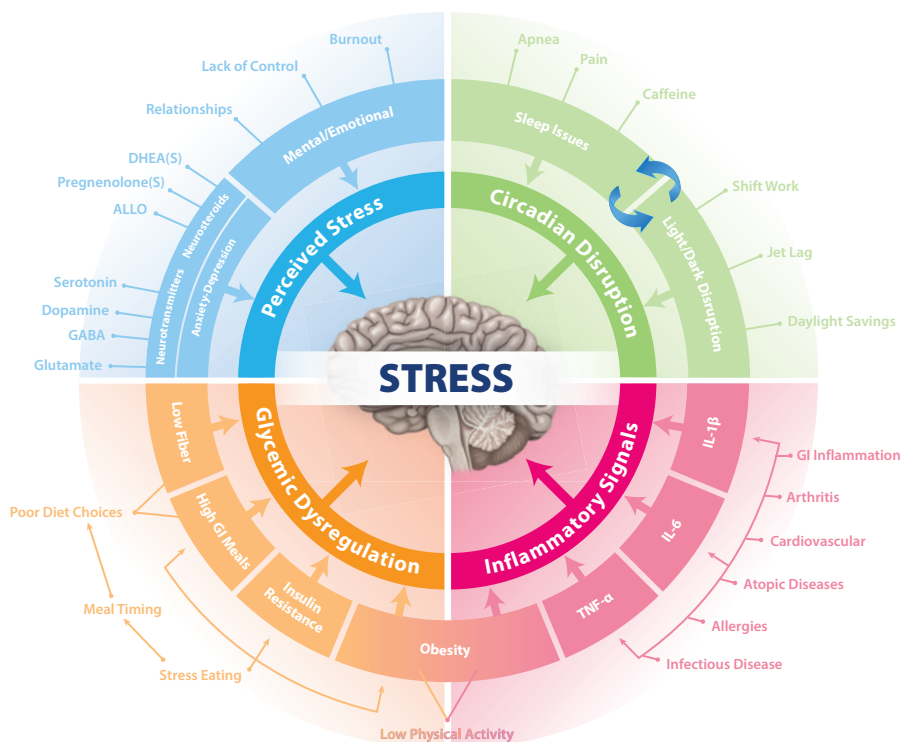 Burnout
Lack of Control
Relationships
Mental/Emotional
DHEA(S)
Pregnenolone(S)
ALLO
Neurosteroids
Serotonin
Dopamine
GABA
Glutamate
Neurotransmitters
Anxiety-Depression
Perceived Stress
Apnea
Pain
Caffeine
Sleep Issues
Shift Work
Jet Lag
Daylight Savings
Light/Dark Disruption
Circadian Disruption
STRESS
Low Fiber
High GI Meals
Insulin
Resistance
Obesity
Glycemic Dysregulation
Poor Diet Choices
Meal Timing
Stress Eating
Low Physical Activity
Inflammatory Signals
IL-1β
IL-6
TNF-α
GI Inflammation
Arthritis
Cardiovascular
Atopic Diseases
Allergies
Infectious Disease